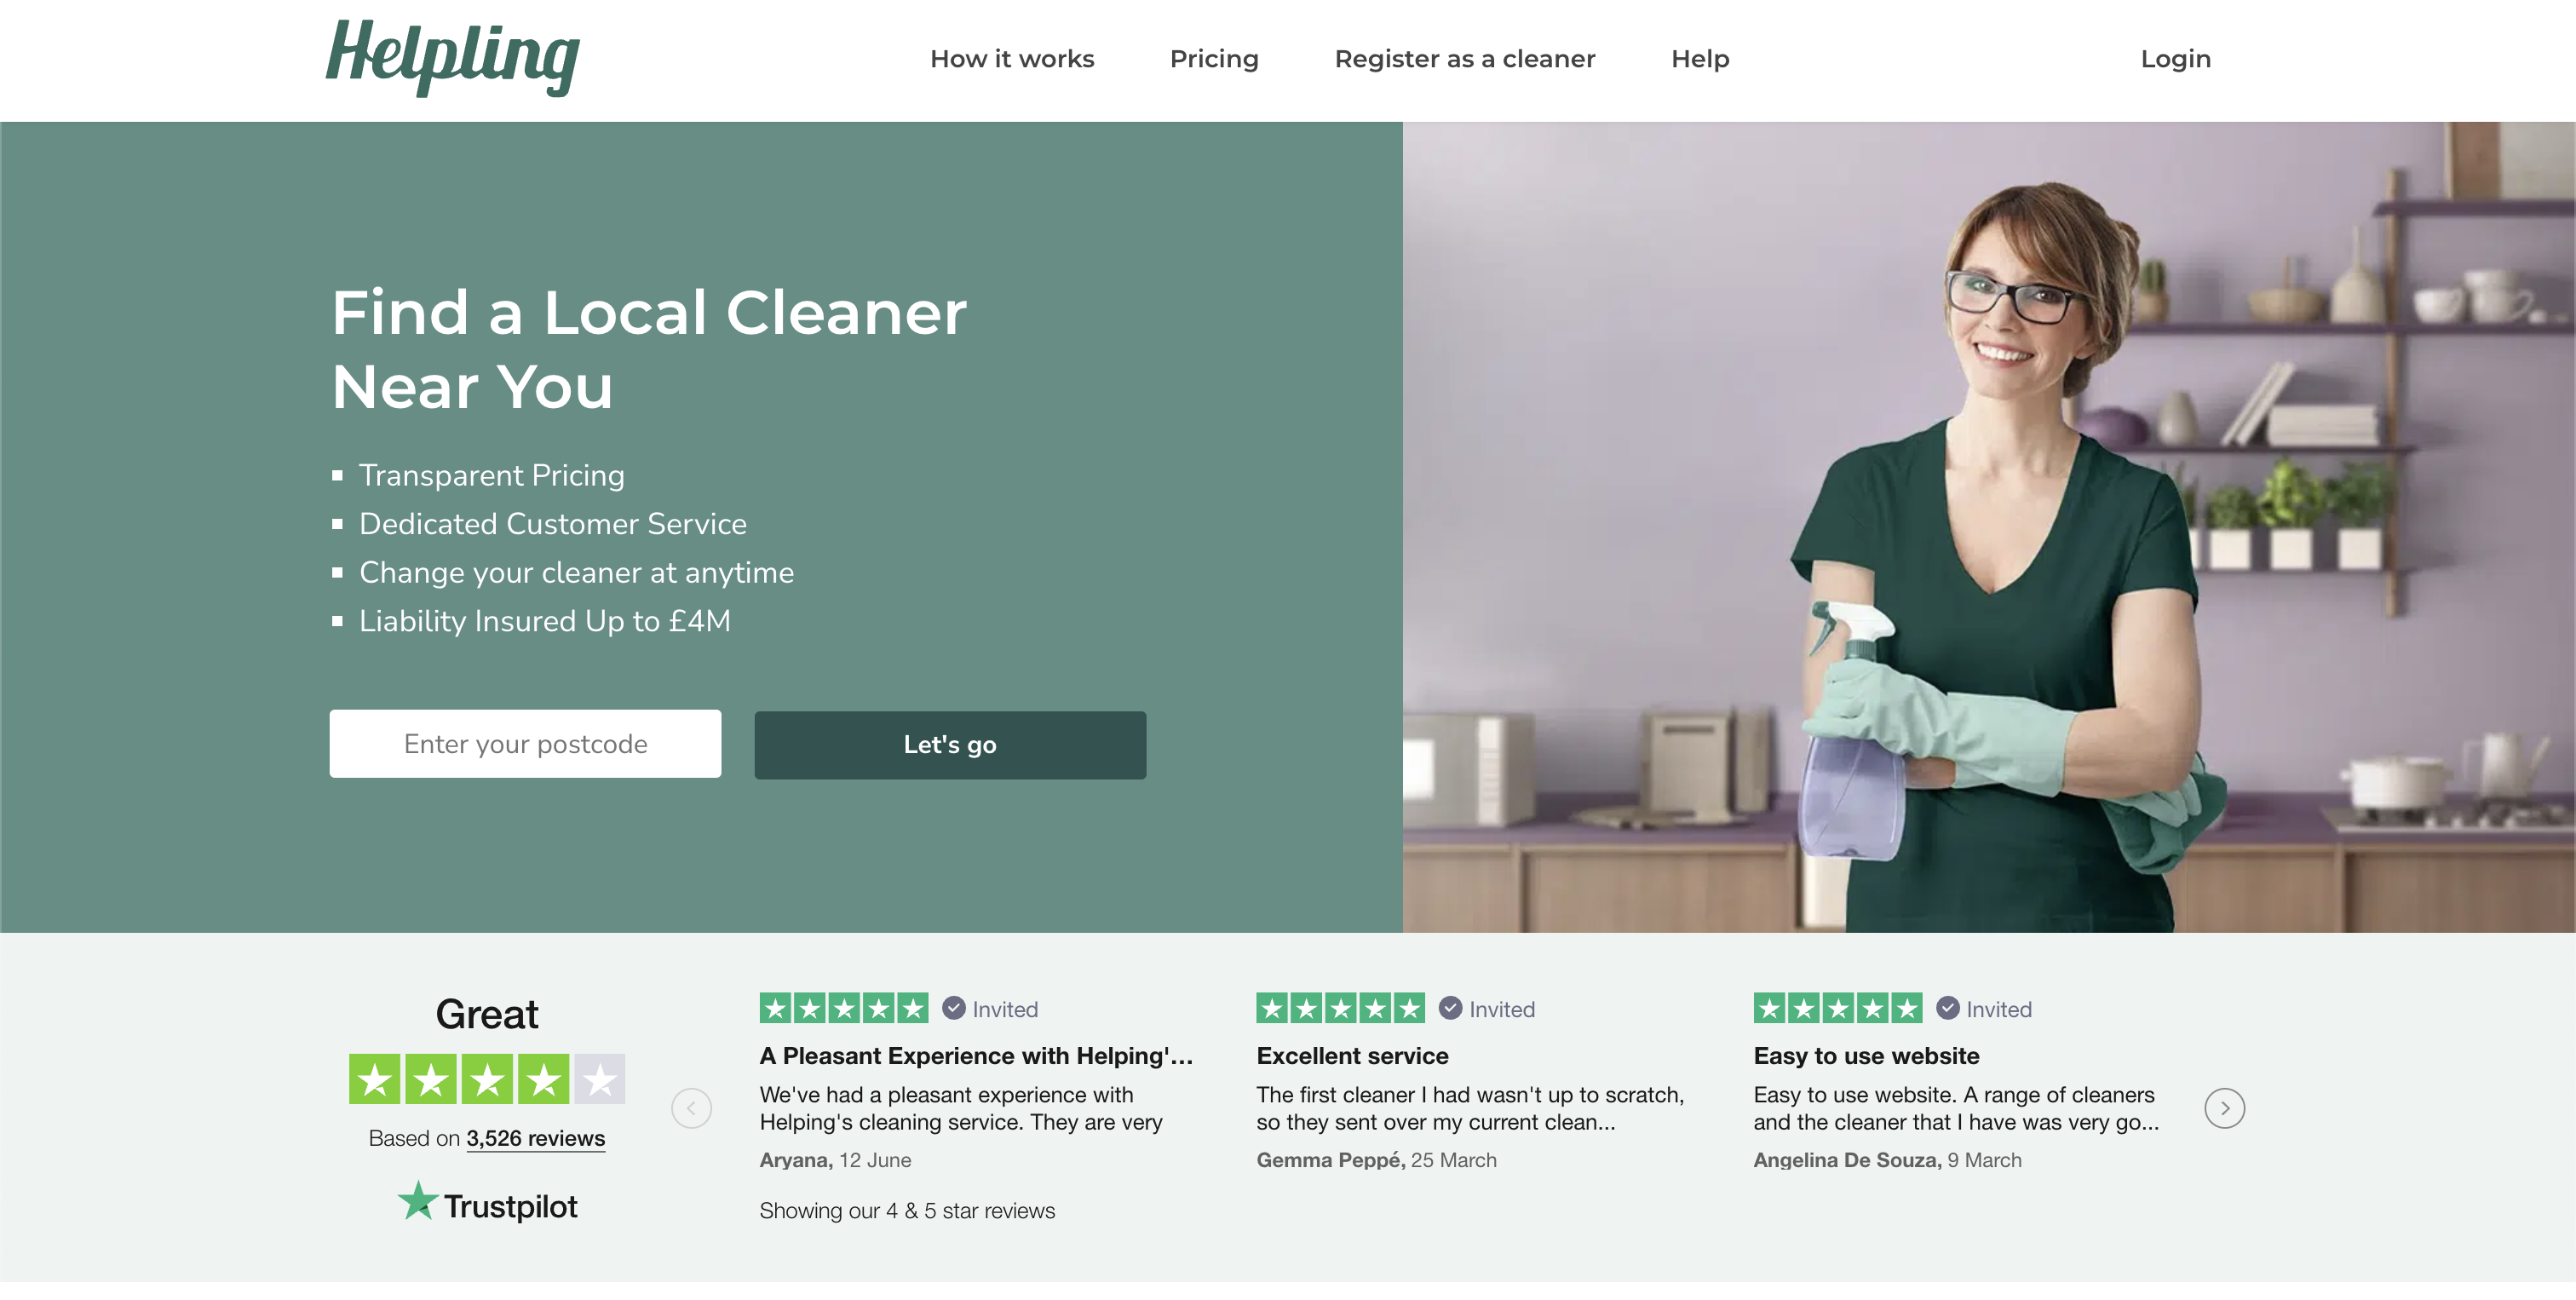 Helpling
How it works
Pricing
Register as a cleaner
Help
Login
Find a Local Cleaner
Near You
Transparent Pricing
Dedicated Customer Service
Change your cleaner at anytime
Liability Insured Up to £4M
Enter your postcode
Let's go
Great
Based on 3,526 reviews
Trustpilot
Invited
A Pleasant Experience with Helping'...
We've had a pleasant experience with
Helping's cleaning service. They are very
Aryana, 12 June
Invited
Excellent service
The first cleaner I had wasn't up to scratch,
so they sent over my current clean...
Gemma Peppé, 25 March
Invited
Easy to use website
Easy to use website. A range of cleaners
and the cleaner that I have was very go...
Angelina De Souza, 9 March
Showing our 4 & 5 star reviews